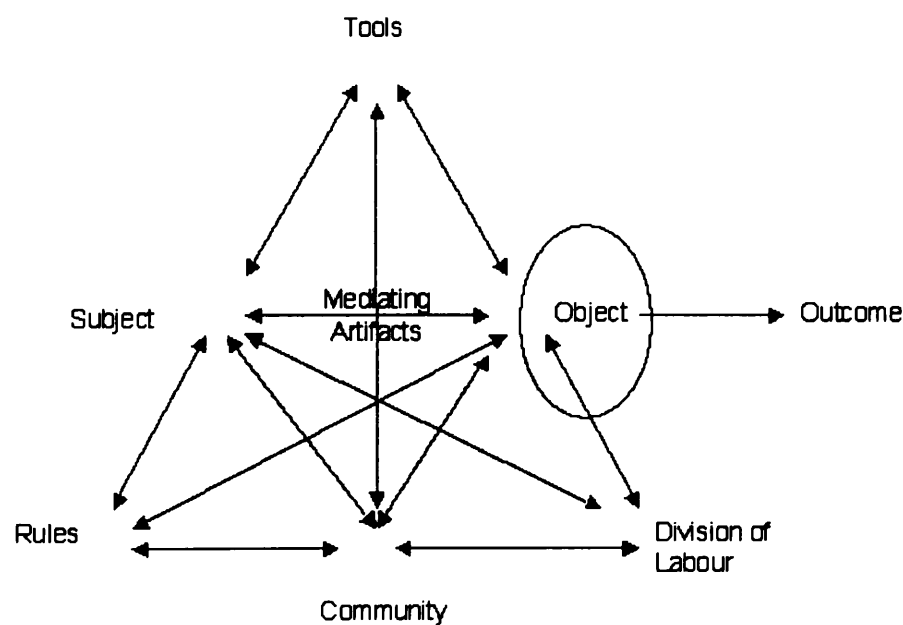 Tools
Mediating
Artifacts
Subject
Object
Outcome
Rules
Division of
Labour
Community